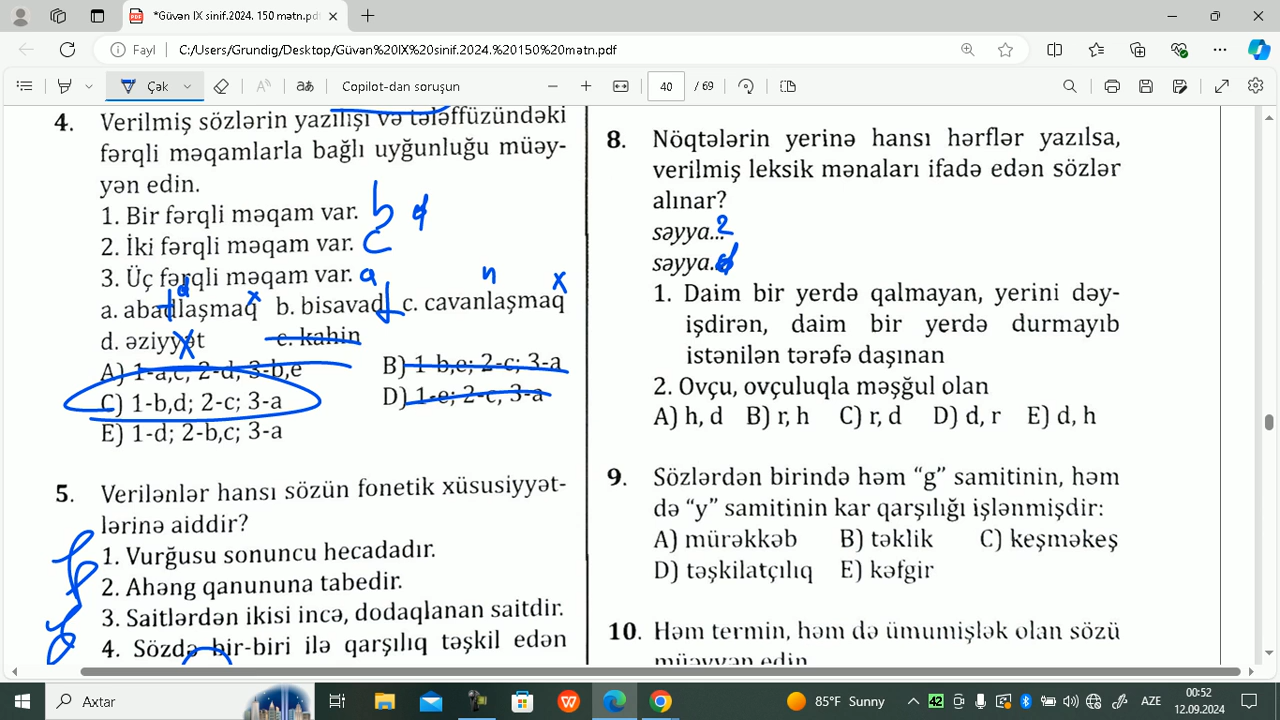 *Güvən IX sinif.2024. 150 mətn.pdf
Fayl
C:/Users/Grundig/Desktop/Güvən%20IX%20sinif.2024.%20150%20mətn.pdf
Çək
Copilot-dan soruşun
40 / 69
4. Verilmiş sözlərin yazılışı və tələffüzündəki
fərqli məqamlarla bağlı uyğunluğu müəy-
yən edin.
1. Bir fərqli məqam var. b d
2. İki fərqli məqam var. c
3. Üç fərqli məqam var. a
d x n x
a. abadlaşmaq b. bisavad c. cavanlaşmaq
d. əziyyət e. kahin
x
A) 1-a,c; 2-d; 3-b,e B) 1-b,e; 2-c; 3-a
C) 1-b,d; 2-c; 3-a D) 1-e; 2-c, 3-a
E) 1-d; 2-b,c; 3-a
5. Verilənlər hansı sözün fonetik xüsusiyyət-
lərinə aiddir?
1. Vurğusu sonuncu hecadadır.
2. Ahəng qanununa tabedir.
3. Saitlərdən ikisi incə, dodaqlanan saitdir.
4. Sözdə bir-biri ilə qarşılıq təşkil edən
8. Nöqtələrin yerinə hansı hərflər yazılsa,
verilmiş leksik mənaları ifadə edən sözlər
alınar?
səyya...2
səyya...
1. Daim bir yerdə qalmayan, yerini dəy-
işdirən, daim bir yerdə durmayıb
istənilən tərəfə daşınan
2. Ovçu, ovçuluqla məşğul olan
A) h, d B) r, h C) r, d D) d, r E) d, h
9. Sözlərdən birində həm “g” samitinin, həm
də “y” samitinin kar qarşılığı işlənmişdir:
A) mürəkkəb B) təklik C) keşməkeş
D) təşkilatçılıq E) kəfgir
10. Həm termin, həm də ümumişlək olan sözü
müəyyən edin.
Axtar
85°F Sunny
42
AZE
00:52
12.09.2024